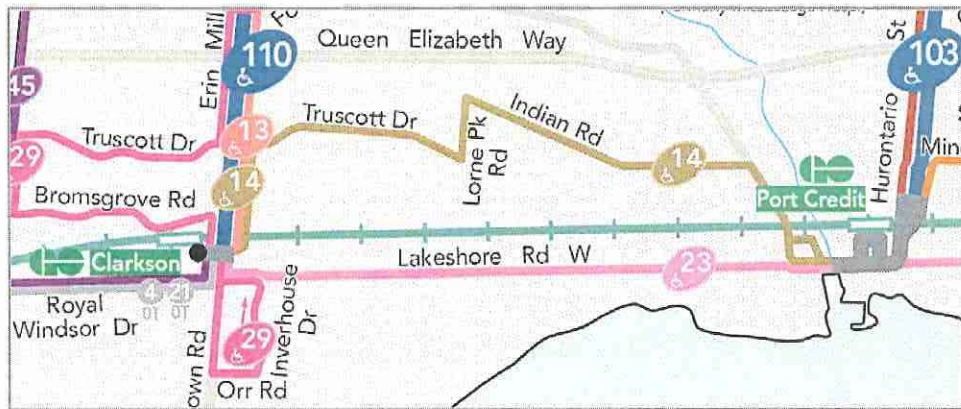 Mill
Erin
110
Queen Elizabeth Way
St
103
45
Truscott Dr
13
Truscott Dr
Lorne Pk
Rd
Indian Rd
14
Hurontario
29
14
Bromsgrove Rd
Port Credit
Clarkson
Lakeshore Rd W
23
Royal
Windsor Dr
4
OT
21
OT
29
Inverhouse
Dr
own Rd
Orr Rd